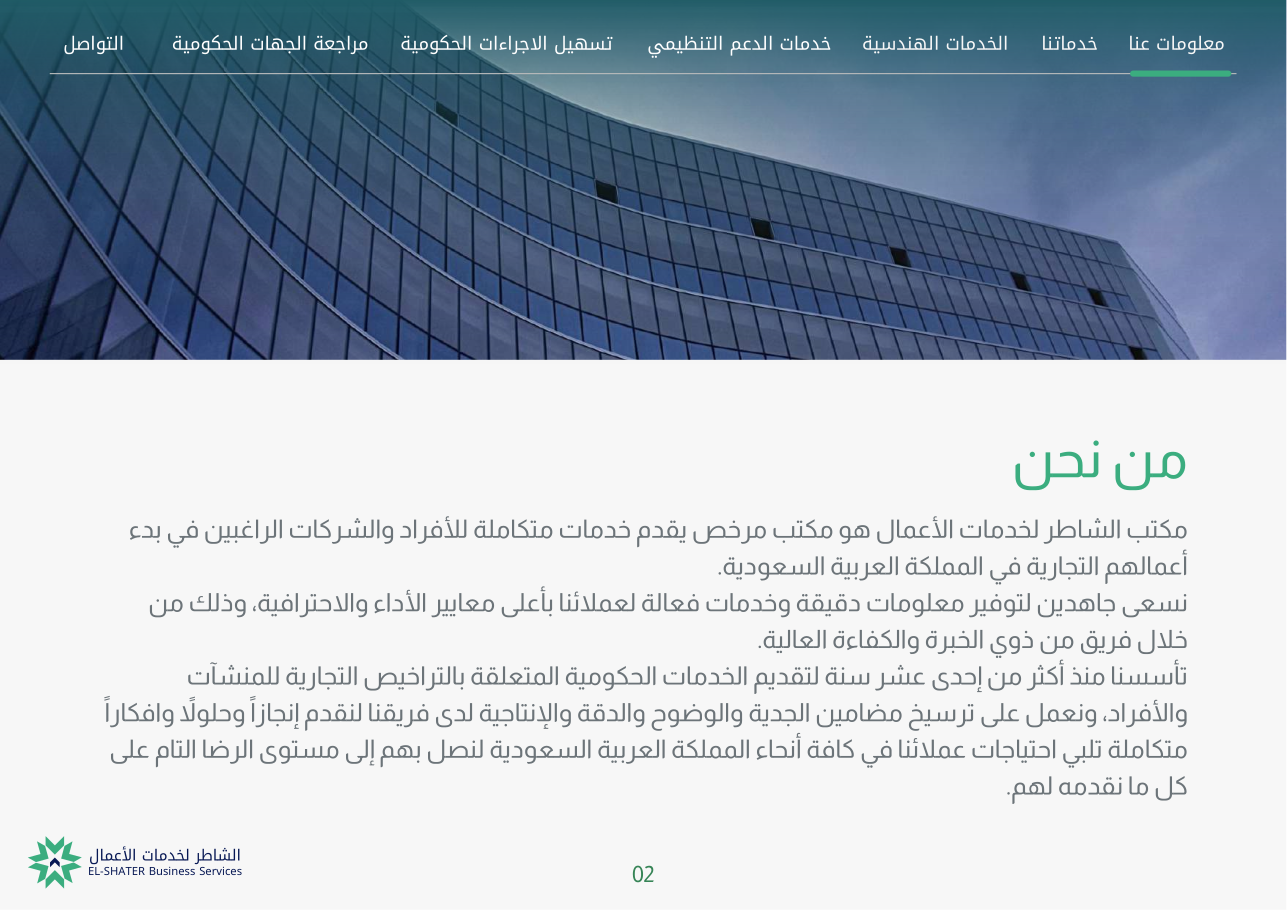 معلومات عنا
خدماتنا
الخدمات الهندسية
خدمات الدعم التنظيمي
تسهيل الاجراءات الحكومية
مراجعة الجهات الحكومية
التواصل
من نحن
مكتب الشاطر لخدمات الأعمال هو مكتب مرخص يقدم خدمات متكاملة للأفراد والشركات الراغبين في بدء
أعمالهم التجارية في المملكة العربية السعودية.
نسعى جاهدين لتوفير معلومات دقيقة وخدمات فعالة لعملائنا بأعلى معايير الأداء والاحترافية، وذلك من
خلال فريق من ذوي الخبرة والكفاءة العالية.
تأسسنا منذ أكثر من إحدى عشر سنة لتقديم الخدمات الحكومية المتعلقة بالتراخيص التجارية للمنشآت
والأفراد، ونعمل على ترسيخ مضامين الجدية والوضوح والدقة والإنتاجية لدى فريقنا لنقدم إنجازاً وحلولاً وافكاراً
متكاملة تلبي احتياجات عملائنا في كافة أنحاء المملكة العربية السعودية لنصل بهم إلى مستوى الرضا التام على
كل ما نقدمه لهم.
الشاطر لخدمات الأعمال
EL-SHATER Business Services
02